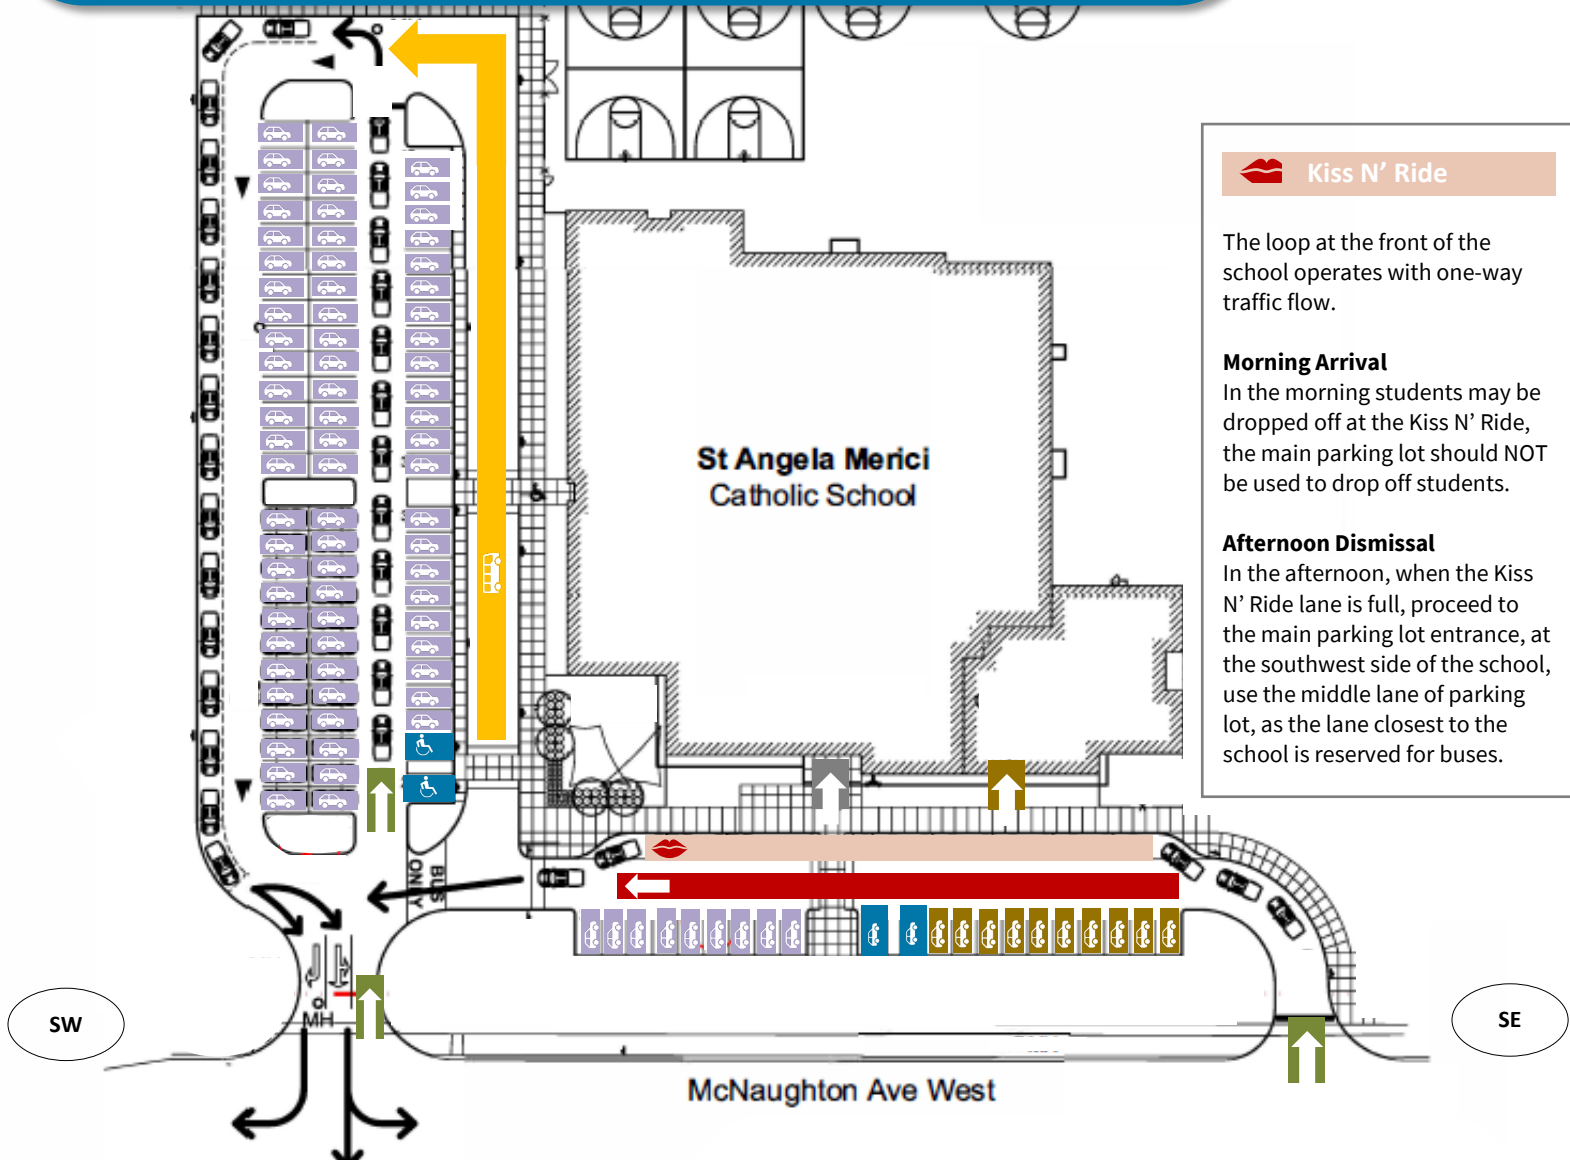 Kiss N' Ride
The loop at the front of the
school operates with one-way
traffic flow.
Morning Arrival
In the morning students may be
dropped off at the Kiss N' Ride,
the main parking lot should NOT
be used to drop off students.
Afternoon Dismissal
In the afternoon, when the Kiss
N' Ride lane is full, proceed to
the main parking lot entrance, at
the southwest side of the school,
use the middle lane of parking
lot, as the lane closest to the
school is reserved for buses.
St Angela Merici
Catholic School
BUS
ONLY
MH
SW
SE
McNaughton Ave West